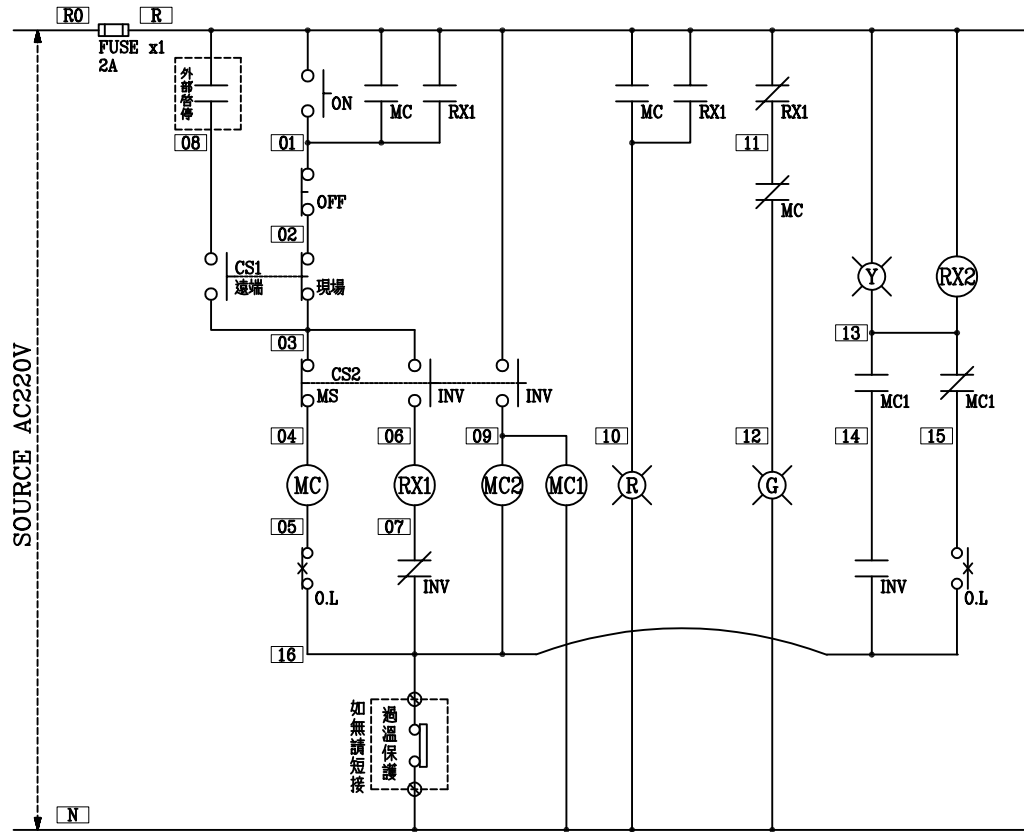 R0
R
FUSE x1
2A
外部啓停
ON
MC
RX1
MC
RX1
RX1
08
01
11
OFF
MC
02
CS1
遠端
現場
Y
RX2
03
13
CS2
MS
INV
INV
MC1
MC1
04
06
09
10
12
14
15
MC
RX1
MC2
MC1
R
G
05
07
INV
INV
O.L
O.L
16
SOURCE AC220V
如無請短接
過溫保護
N